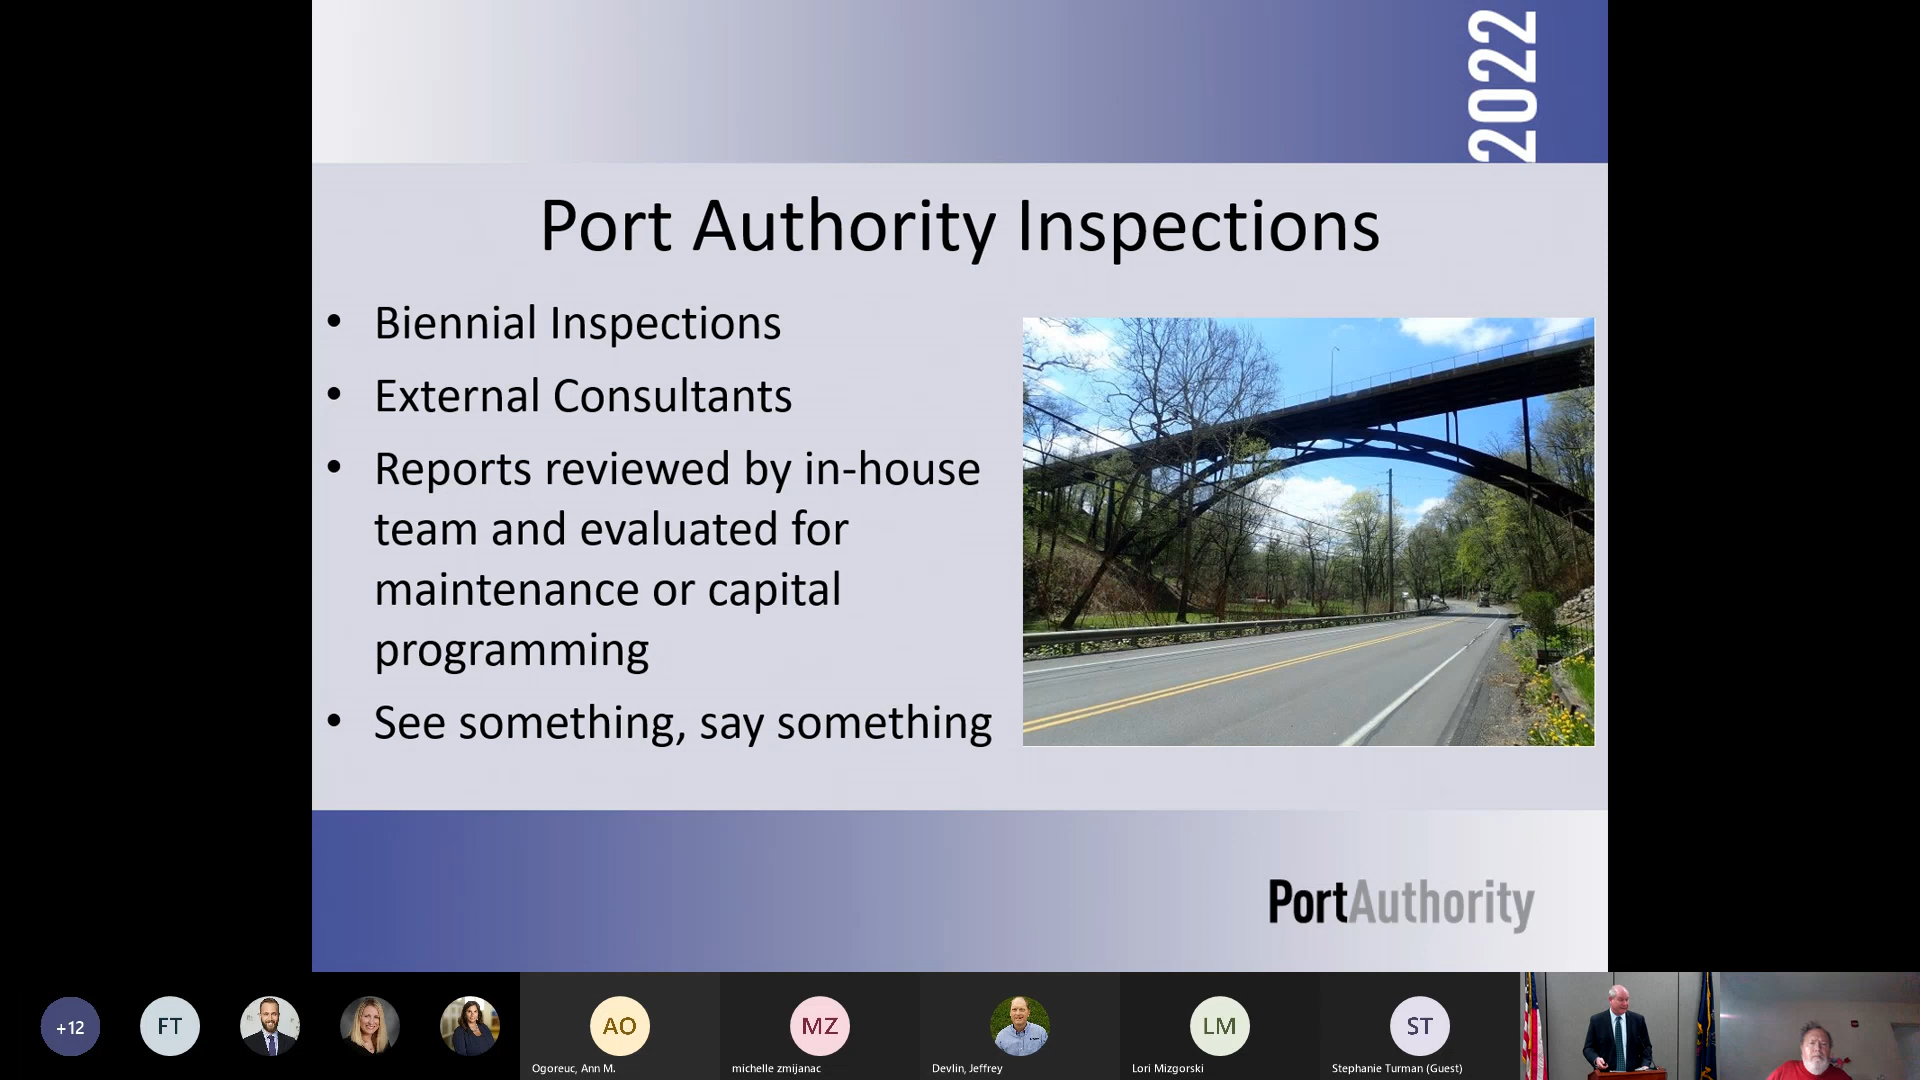 2022
Port Authority Inspections
• Biennial Inspections
• External Consultants
• Reports reviewed by in-house
team and evaluated for
maintenance or capital
programming
• See something, say something
PortAuthority
+12
FT
AO
MZ
LM
ST
Ogoreuc, Ann M.
michelle zmijanac
Devlin, Jeffrey
Lori Mizgorski
Stephanie Turman (Guest)